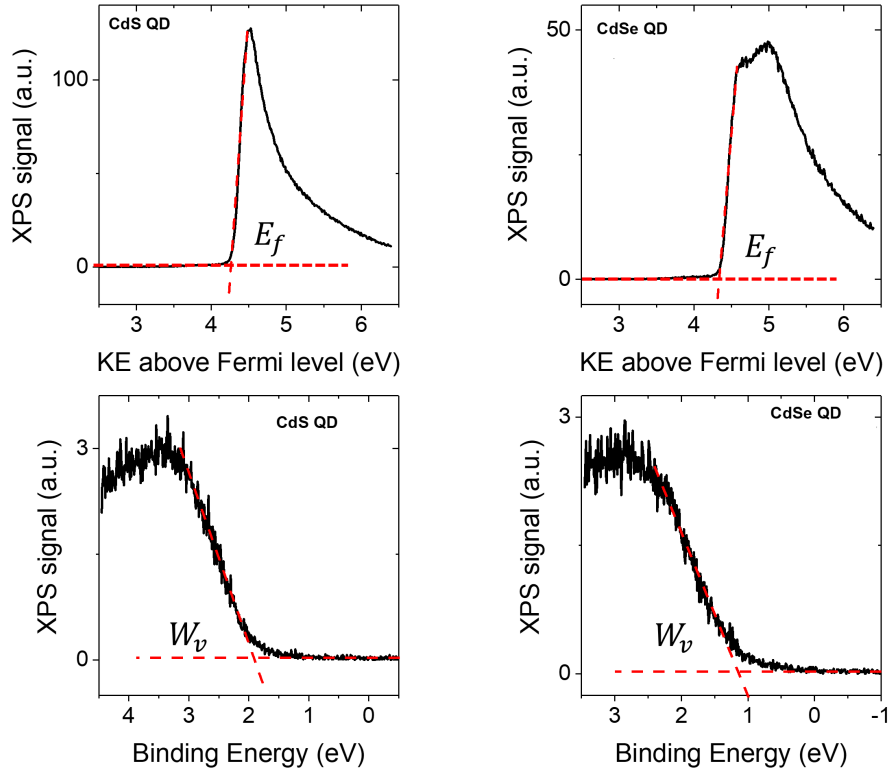 CdS QD
XPS signal (a.u.)
100
0
E_f
3 4 5 6
KE above Fermi level (eV)
CdSe QD
XPS signal (a.u.)
50
0
E_f
3 4 5 6
KE above Fermi level (eV)
CdS QD
XPS signal (a.u.)
3
0
W_v
4 3 2 1 0
Binding Energy (eV)
CdSe QD
XPS signal (a.u.)
3
0
W_v
3 2 1 0 -1
Binding Energy (eV)